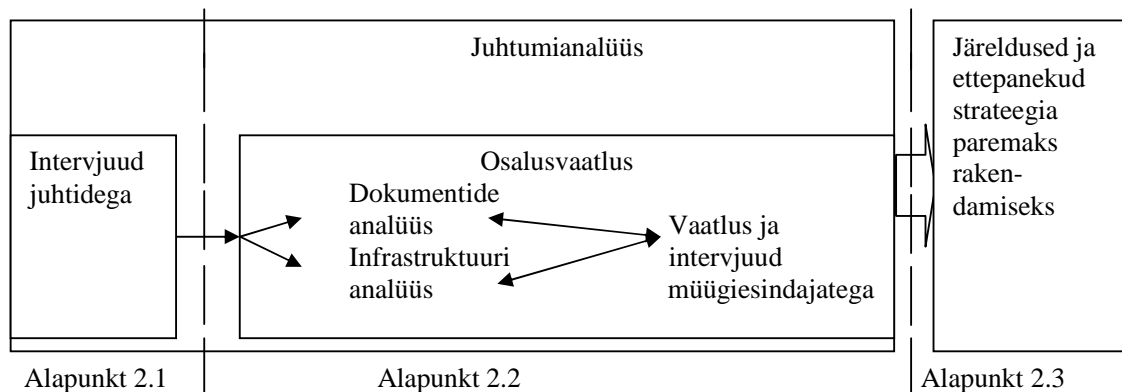 Juhtumianalüüs
Intervjuud
juhtidega
Osalusvaatlus
Dokumentide
analüüs
Infrastruktuuri
analüüs
Vaatlus ja
intervjuud
müügiesindajatega
Järeldused ja
ettepanekud
strateegia
paremaks
raken-
damiseks
Alapunkt 2.1
Alapunkt 2.2
Alapunkt 2.3